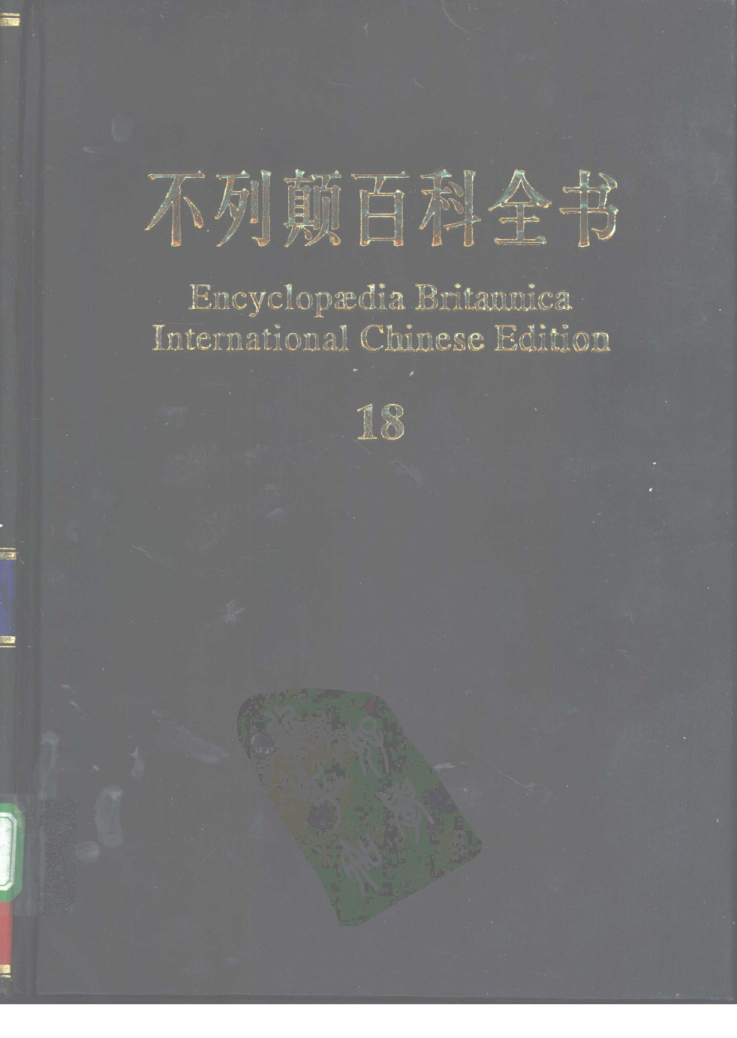 不列颠百科全书
Encyclopædia Britannica
International Chinese Edition
18